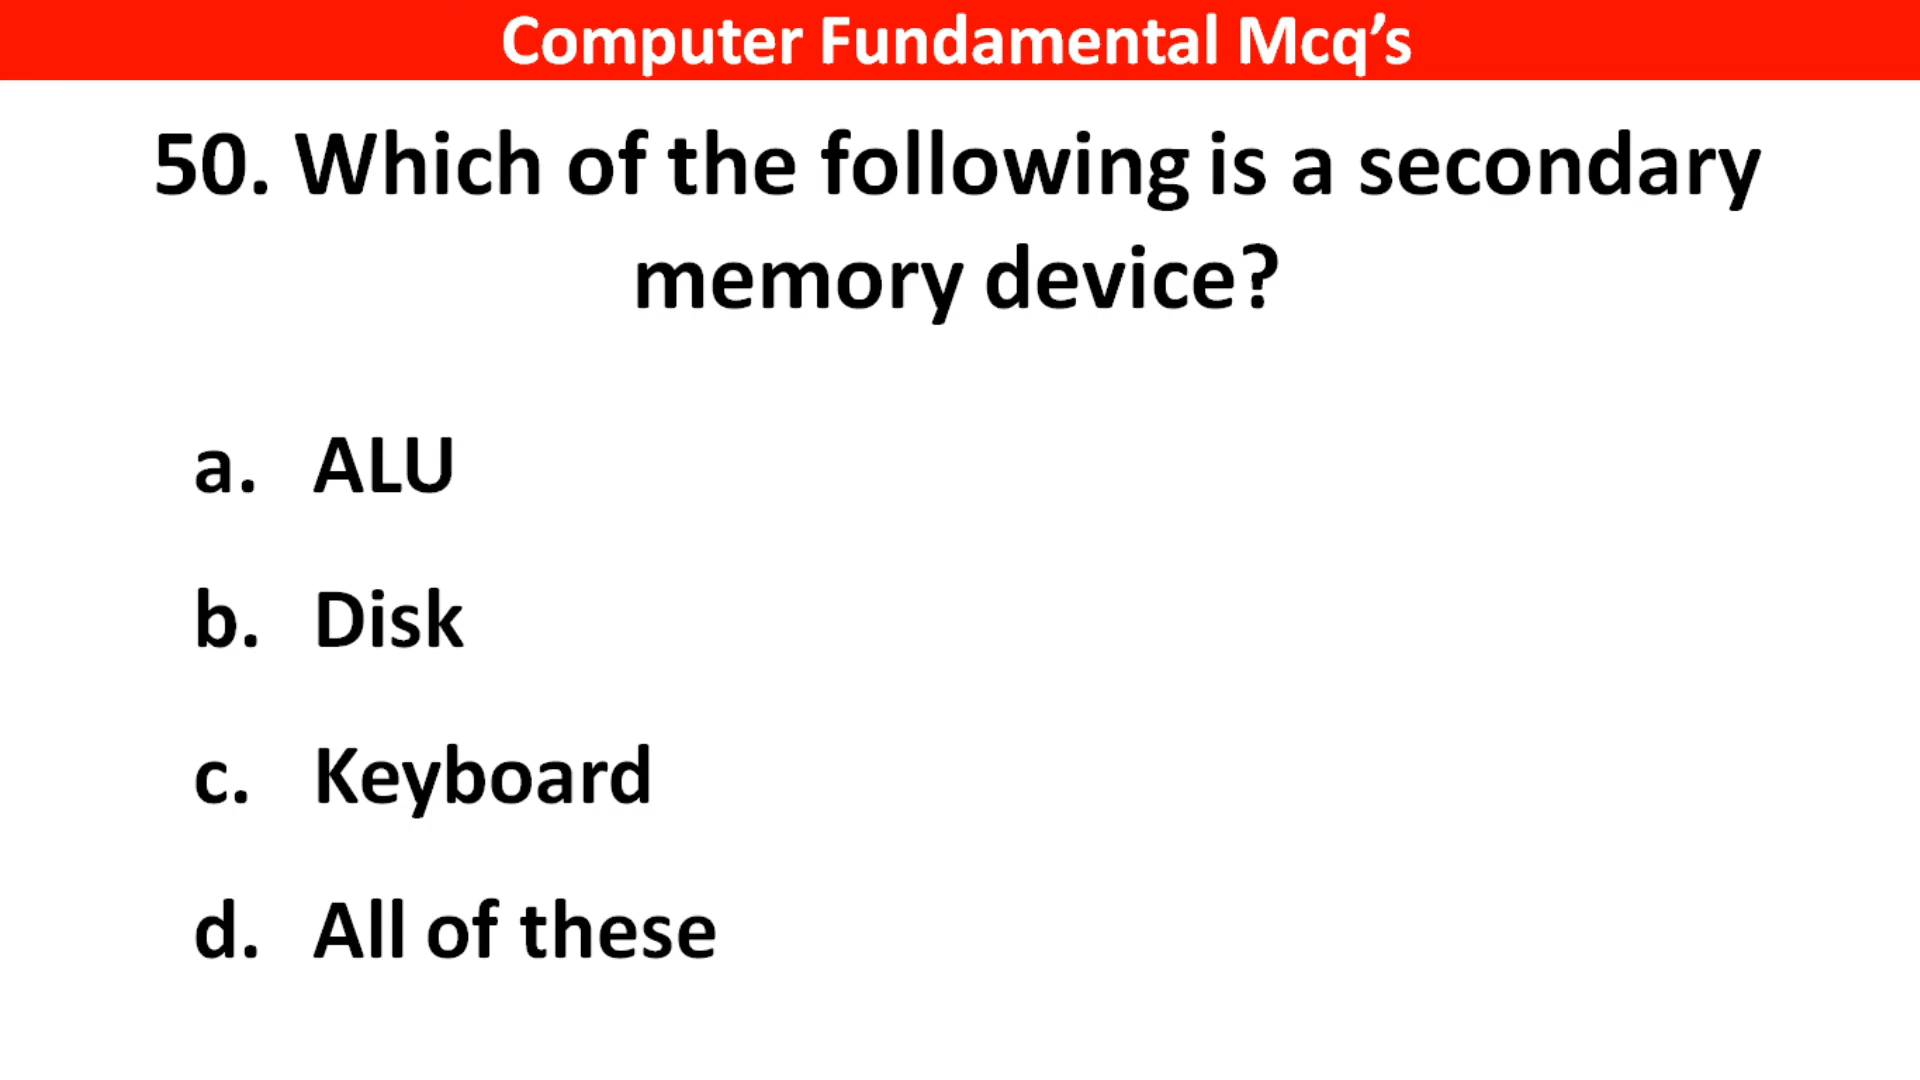 Computer Fundamental Mcq’s
50. Which of the following is a secondary
memory device?
a. ALU
b. Disk
c. Keyboard
d. All of these